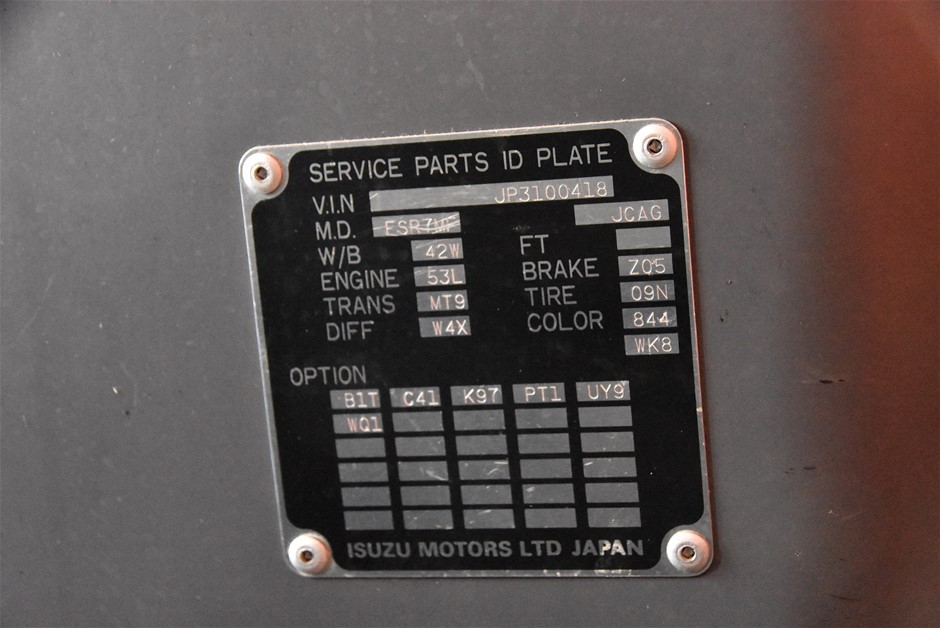 SERVICE PARTS ID PLATE
V.I.N JP3100418
M.D. JCAG
W/B 42W FT
ENGINE 53L BRAKE Z05
TRANS MT9 TIRE 09N
DIFF W4X COLOR 844
WK8
OPTION
B1T C41 K97 PT1 UY9
WQ1
ISUZU MOTORS LTD JAPAN